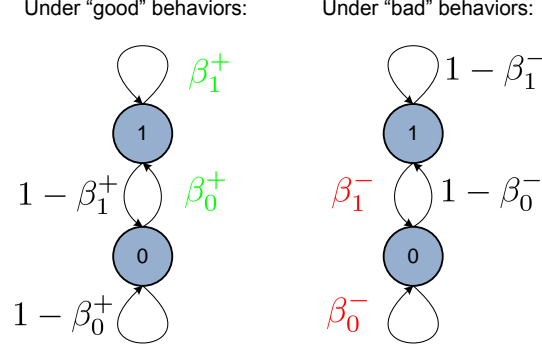 Under “good” behaviors:
β₁⁺
1
1 − β₁⁺
β₀⁺
0
1 − β₀⁺
Under “bad” behaviors:
1 − β₁⁻
1
β₁⁻
1 − β₀⁻
0
β₀⁻